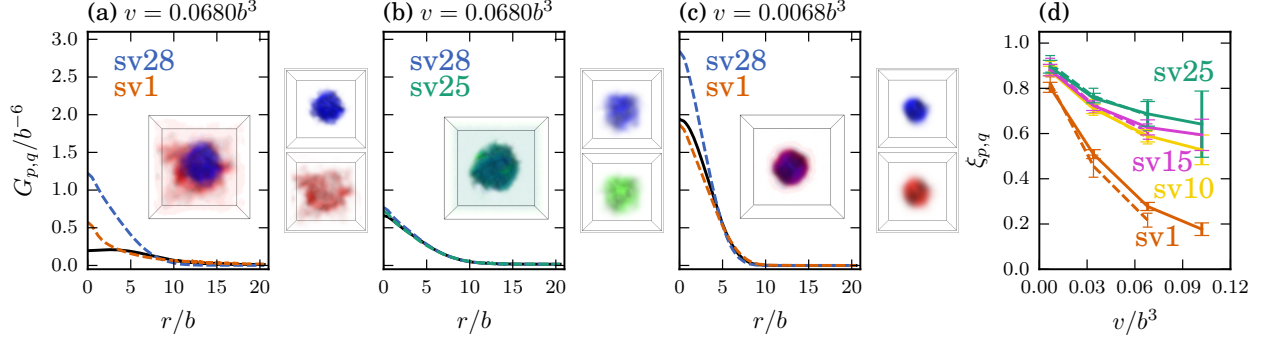 (a) v = 0.0680b³
(b) v = 0.0680b³
(c) v = 0.0068b³
(d)
G_{p,q}/b⁻⁶
3.0
2.5
2.0
1.5
1.0
0.5
0.0
sv28
sv1
0 5 10 15 20
r/b
sv28
sv25
0 5 10 15 20
r/b
sv28
sv1
0 5 10 15 20
r/b
ξ_{p,q}
1.0
0.8
0.6
0.4
0.2
0.0
sv25
sv15
sv10
sv1
0.00 0.03 0.06 0.09 0.12
v/b³